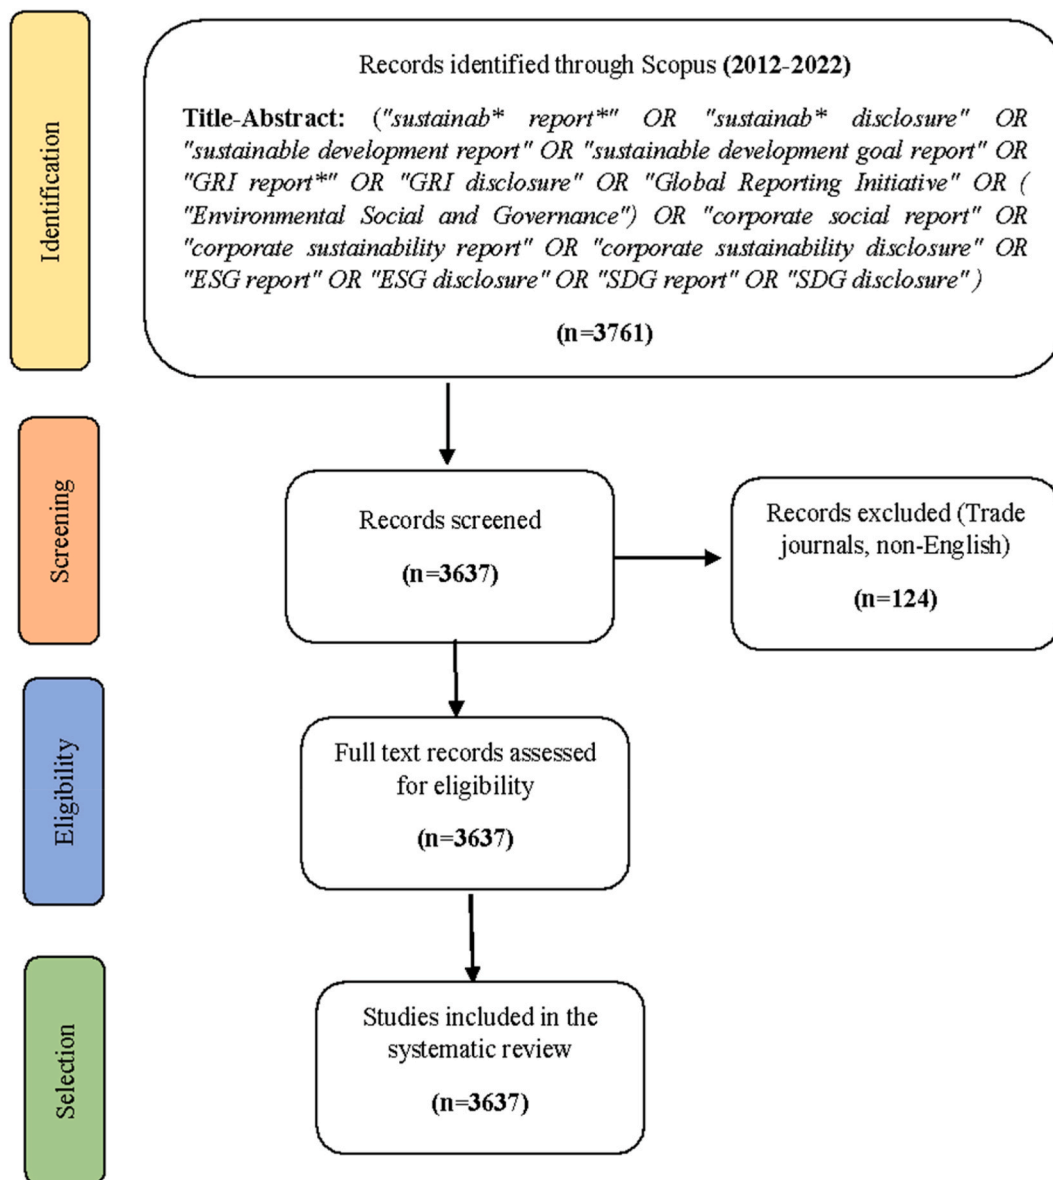 Identification
Records identified through Scopus (2012-2022)
Title-Abstract: ("sustainab* report*" OR "sustainab* disclosure" OR
"sustainable development report" OR "sustainable development goal report" OR
"GRI report*" OR "GRI disclosure" OR "Global Reporting Initiative" OR (
"Environmental Social and Governance") OR "corporate social report" OR
"corporate sustainability report" OR "corporate sustainability disclosure" OR
"ESG report" OR "ESG disclosure" OR "SDG report" OR "SDG disclosure" )
(n=3761)
Screening
Records screened
(n=3637)
Records excluded (Trade
journals, non-English)
(n=124)
Eligibility
Full text records assessed
for eligibility
(n=3637)
Selection
Studies included in the
systematic review
(n=3637)